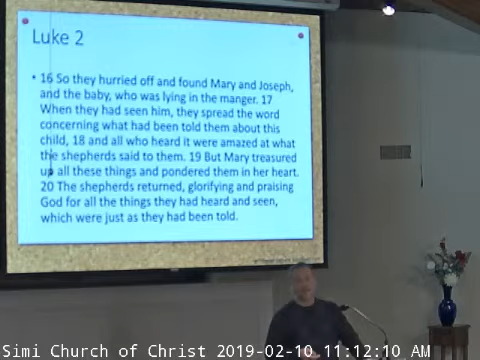 Luke 2
• 16 So they hurried off and found Mary and Joseph,
and the baby, who was lying in the manger. 17
When they had seen him, they spread the word
concerning what had been told them about this
child, 18 and all who heard it were amazed at what
the shepherds said to them. 19 But Mary treasured
up all these things and pondered them in her heart.
20 The shepherds returned, glorifying and praising
God for all the things they had heard and seen,
which were just as they had been told.
Simi Church of Christ 2019-02-10 11:12:10 AM